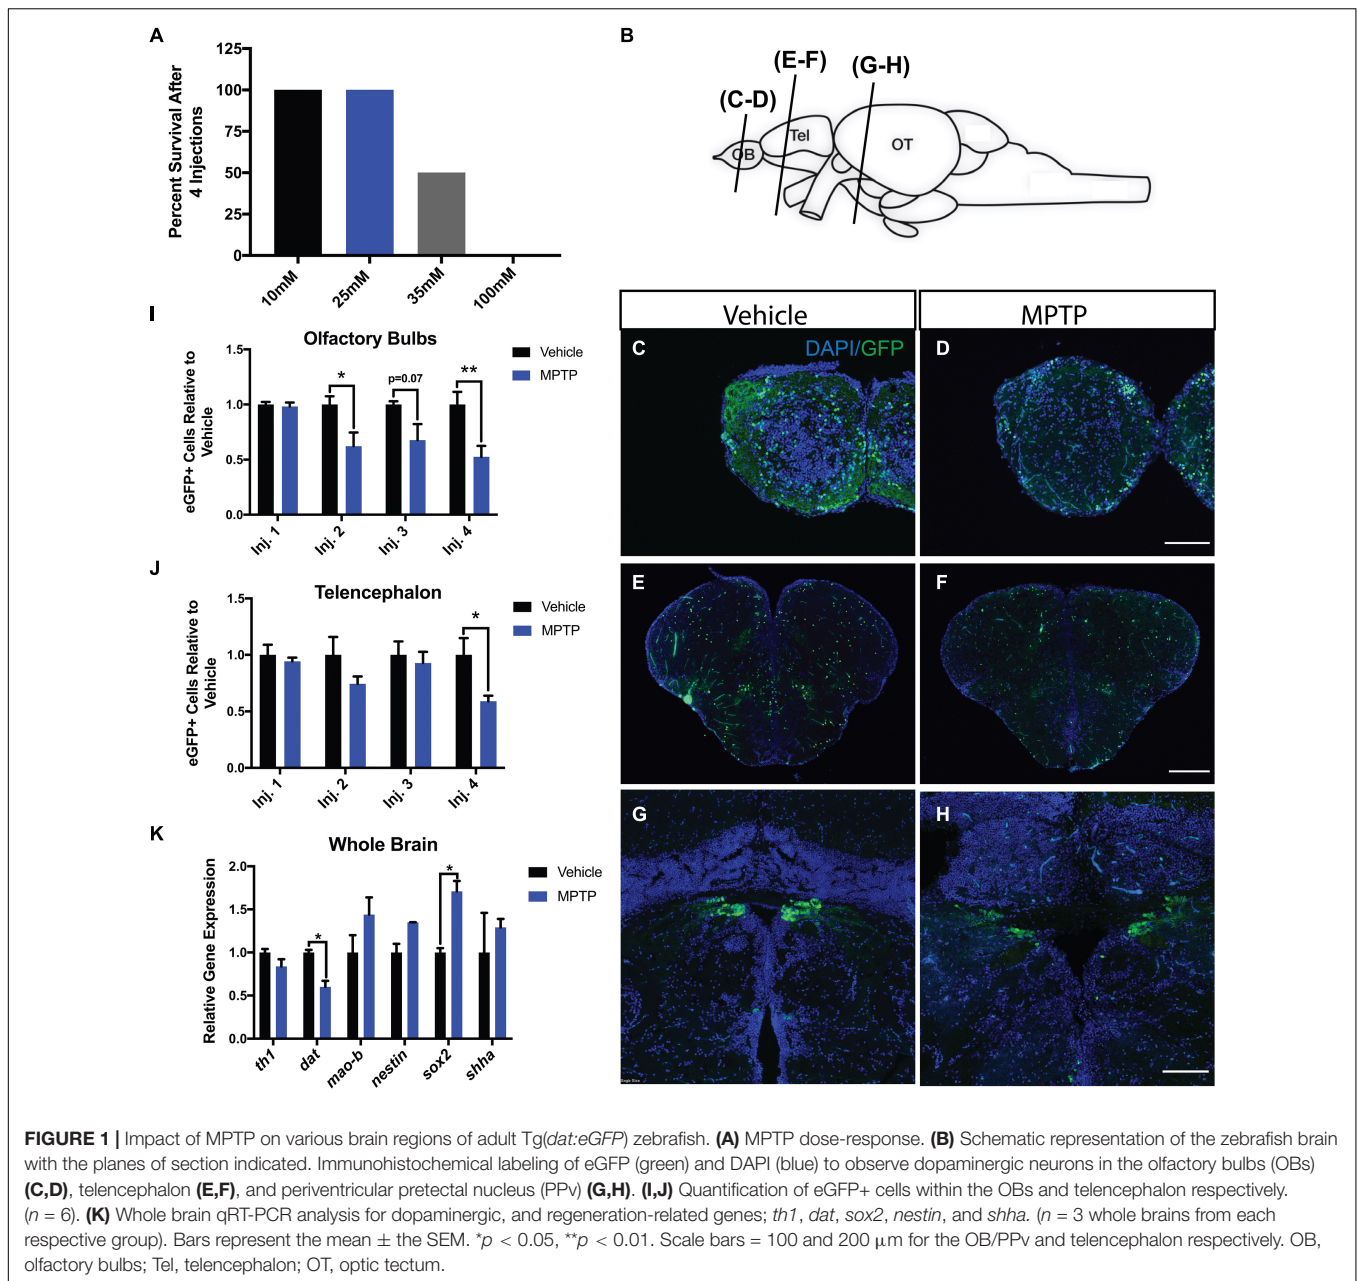 A
125
100
75
50
25
0
Percent Survival After
4 Injections
10mM
25mM
35mM
100mM
B
(C-D)
(E-F)
(G-H)
OB
Tel
OT
I
Olfactory Bulbs
1.5
1.0
0.5
0.0
eGFP+ Cells Relative to
Vehicle
*
p=0.07
**
Vehicle
MPTP
Inj. 1
Inj. 2
Inj. 3
Inj. 4
J
Telencephalon
1.5
1.0
0.5
0.0
eGFP+ Cells Relative to
Vehicle
*
Vehicle
MPTP
Inj. 1
Inj. 2
Inj. 3
Inj. 4
K
Whole Brain
2.0
1.5
1.0
0.5
0.0
Relative Gene Expression
*
*
Vehicle
MPTP
th1
dat
mao-b
nestin
sox2
shha
Vehicle
MPTP
C
DAPI/GFP
D
E
F
G
H
FIGURE 1 | Impact of MPTP on various brain regions of adult Tg(dat:eGFP) zebrafish. (A) MPTP dose-response. (B) Schematic representation of the zebrafish brain
with the planes of section indicated. Immunohistochemical labeling of eGFP (green) and DAPI (blue) to observe dopaminergic neurons in the olfactory bulbs (OBs)
(C,D), telencephalon (E,F), and periventricular pretectal nucleus (PPv) (G,H). (I,J) Quantification of eGFP+ cells within the OBs and telencephalon respectively.
(n = 6). (K) Whole brain qRT-PCR analysis for dopaminergic, and regeneration-related genes; th1, dat, sox2, nestin, and shha. (n = 3 whole brains from each
respective group). Bars represent the mean ± the SEM. *p < 0.05, **p < 0.01. Scale bars = 100 and 200 μm for the OB/PPv and telencephalon respectively. OB,
olfactory bulbs; Tel, telencephalon; OT, optic tectum.